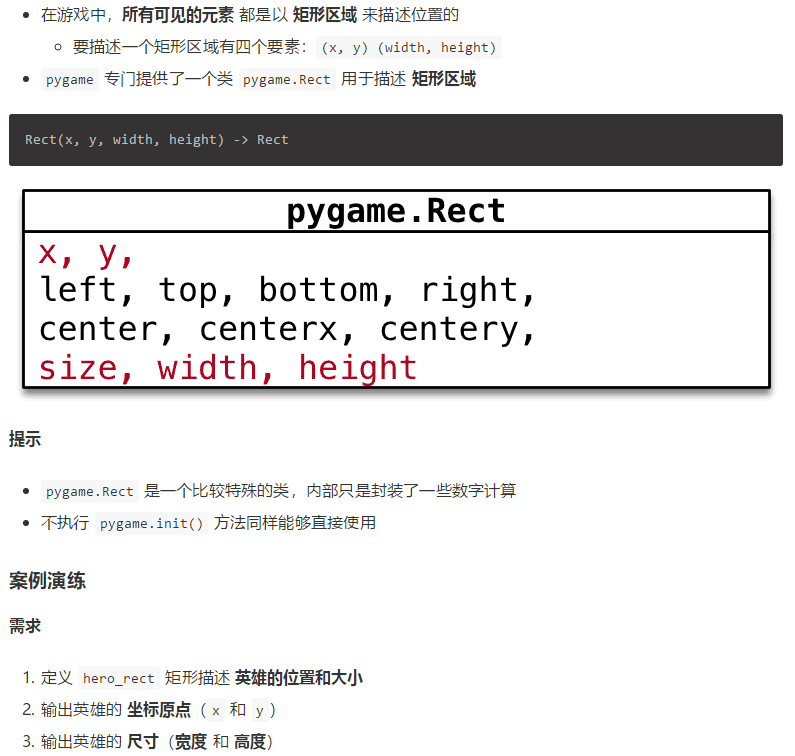 在游戏中，所有可见的元素 都是以 矩形区域 来描述位置的
要描述一个矩形区域有四个要素：(x, y) (width, height)
pygame 专门提供了一个类 pygame.Rect 用于描述 矩形区域
Rect(x, y, width, height) -> Rect
pygame.Rect
x, y,
left, top, bottom, right,
center, centerx, centery,
size, width, height
提示
pygame.Rect 是一个比较特殊的类，内部只是封装了一些数字计算
不执行 pygame.init() 方法同样能够直接使用
案例演练
需求
1. 定义 hero_rect 矩形描述 英雄的位置和大小
2. 输出英雄的 坐标原点（x 和 y）
3. 输出英雄的 尺寸（宽度 和 高度）